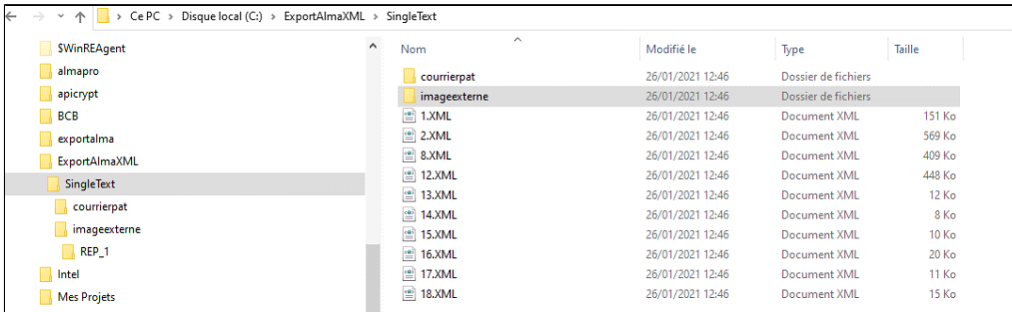 Ce PC > Disque local (C:) > ExportAlmaXML > SingleText
$WinREAgent
almapro
apicrypt
BCB
exportalma
ExportAlmaXML
SingleText
courrierpat
imageexterne
REP_1
Intel
Mes Projets
Nom Modifié le Type Taille
courrierpat 26/01/2021 12:46 Dossier de fichiers
imageexterne 26/01/2021 12:46 Dossier de fichiers
1.XML 26/01/2021 12:46 Document XML 151 Ko
2.XML 26/01/2021 12:46 Document XML 569 Ko
8.XML 26/01/2021 12:46 Document XML 409 Ko
12.XML 26/01/2021 12:46 Document XML 448 Ko
13.XML 26/01/2021 12:46 Document XML 12 Ko
14.XML 26/01/2021 12:46 Document XML 8 Ko
15.XML 26/01/2021 12:46 Document XML 10 Ko
16.XML 26/01/2021 12:46 Document XML 20 Ko
17.XML 26/01/2021 12:46 Document XML 11 Ko
18.XML 26/01/2021 12:46 Document XML 15 Ko